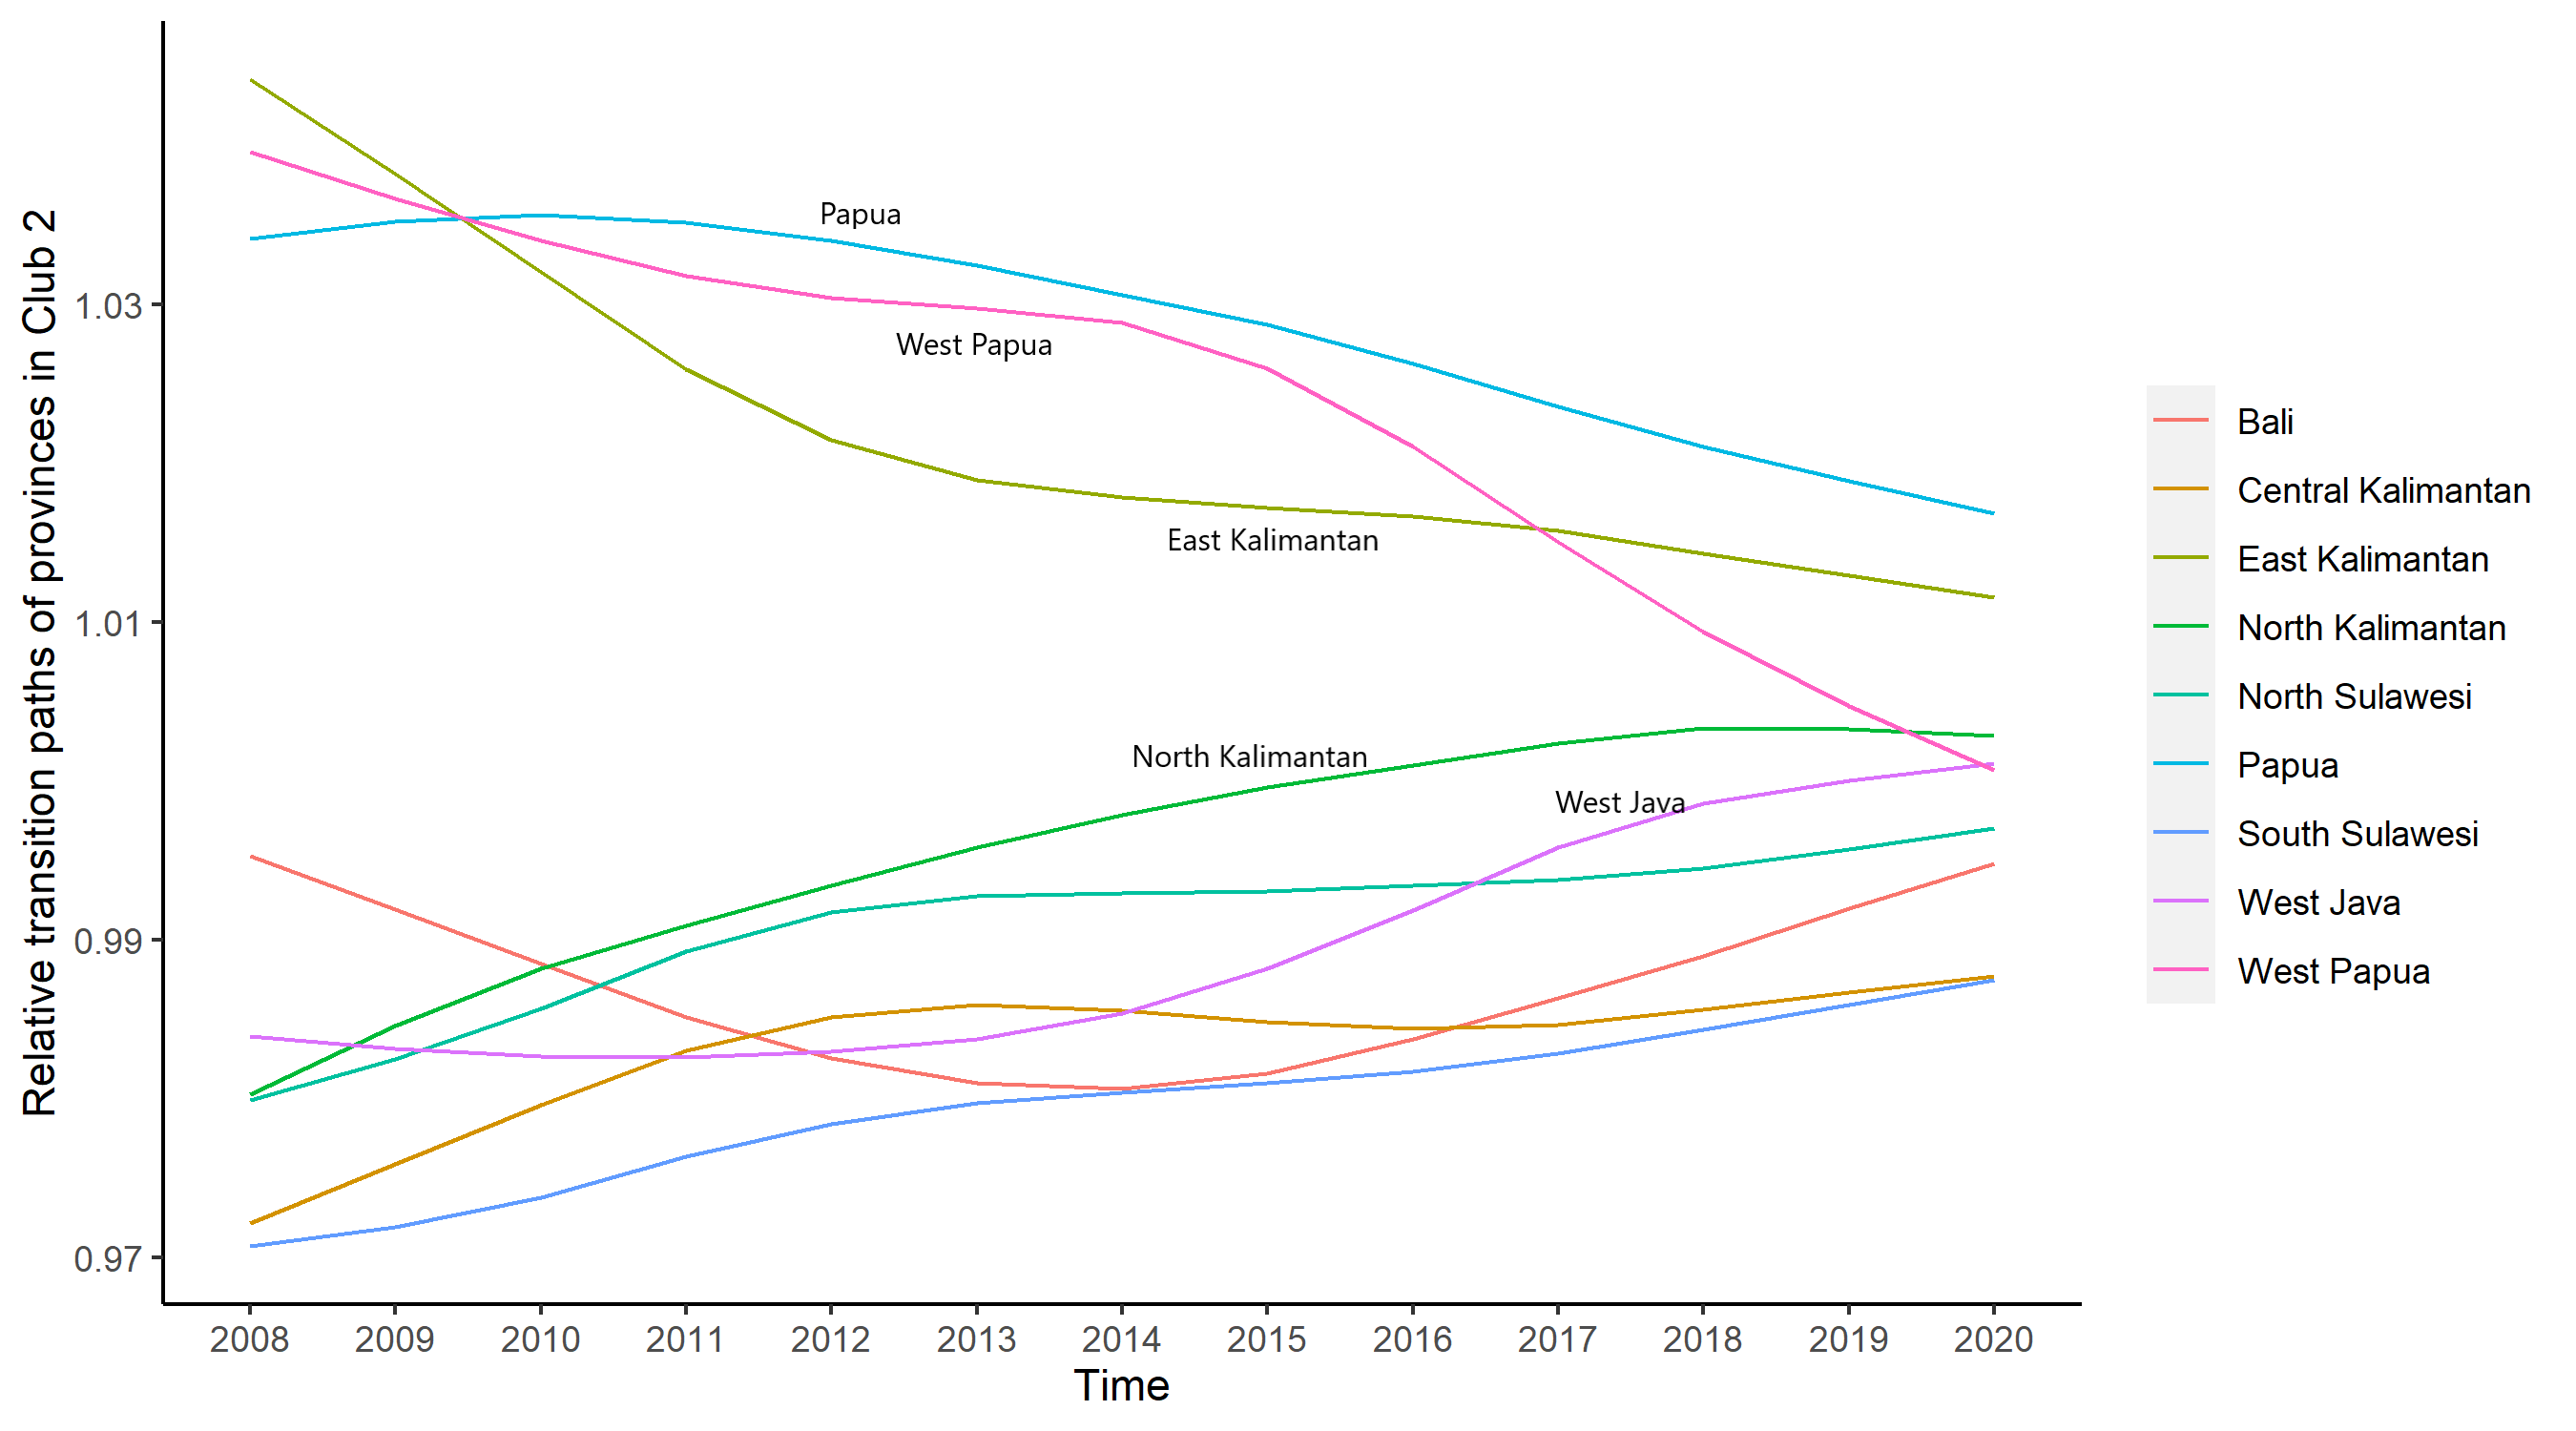 Relative transition paths of provinces in Club 2
1.03
1.01
0.99
0.97
Papua
West Papua
East Kalimantan
North Kalimantan
West Java
2008 2009 2010 2011 2012 2013 2014 2015 2016 2017 2018 2019 2020
Time
Bali
Central Kalimantan
East Kalimantan
North Kalimantan
North Sulawesi
Papua
South Sulawesi
West Java
West Papua